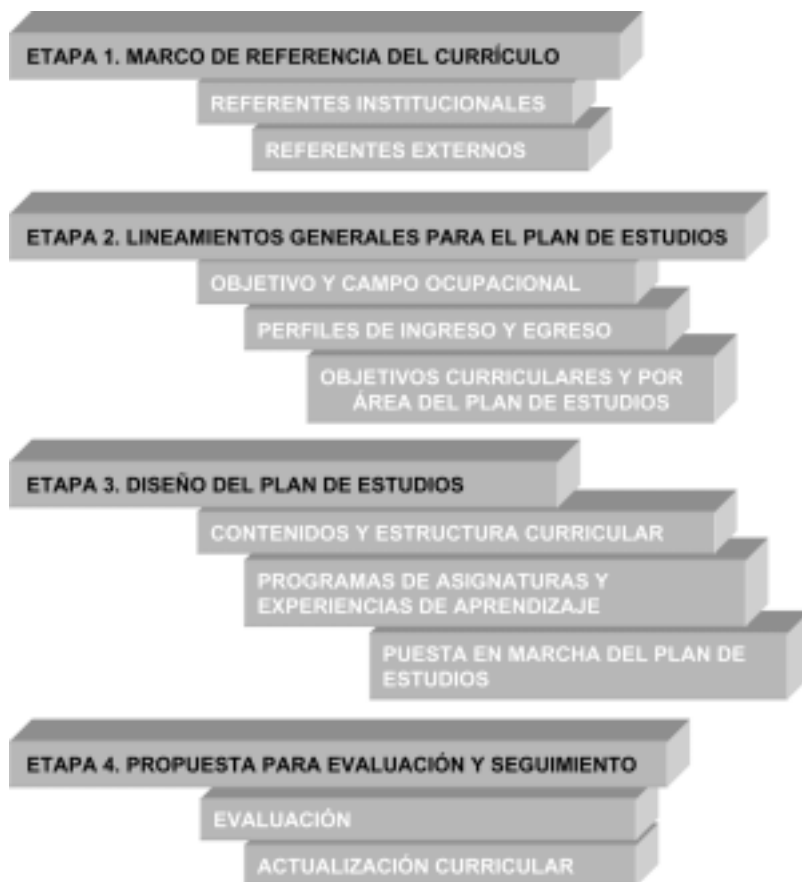 ETAPA 1. MARCO DE REFERENCIA DEL CURRÍCULO
REFERENTES INSTITUCIONALES
REFERENTES EXTERNOS
ETAPA 2. LINEAMIENTOS GENERALES PARA EL PLAN DE ESTUDIOS
OBJETIVO Y CAMPO OCUPACIONAL
PERFILES DE INGRESO Y EGRESO
OBJETIVOS CURRICULARES Y POR
ÁREA DEL PLAN DE ESTUDIOS
ETAPA 3. DISEÑO DEL PLAN DE ESTUDIOS
CONTENIDOS Y ESTRUCTURA CURRICULAR
PROGRAMAS DE ASIGNATURAS Y
EXPERIENCIAS DE APRENDIZAJE
PUESTA EN MARCHA DEL PLAN DE
ESTUDIOS
ETAPA 4. PROPUESTA PARA EVALUACIÓN Y SEGUIMIENTO
EVALUACIÓN
ACTUALIZACIÓN CURRICULAR